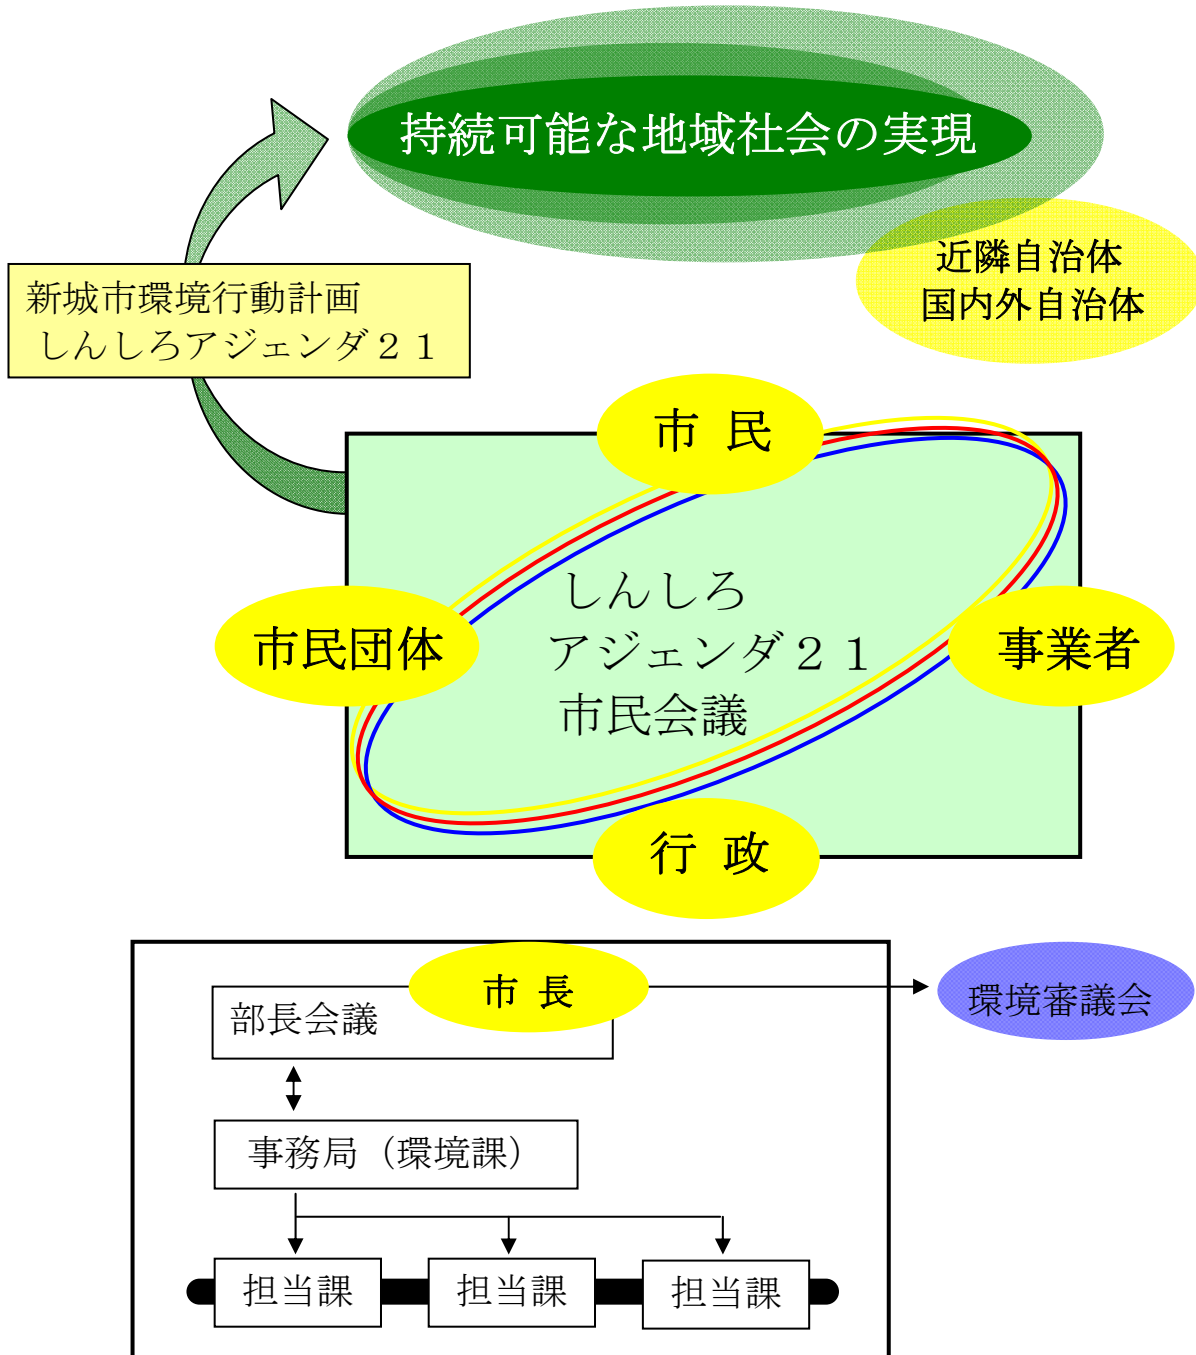 持続可能な地域社会の実現
近隣自治体
国内外自治体
新城市環境行動計画
しんしろアジェンダ２１
市 民
しんしろ
アジェンダ２１
市民会議
市民団体
事業者
行 政
市 長
部長会議
環境審議会
事務局（環境課）
担当課
担当課
担当課